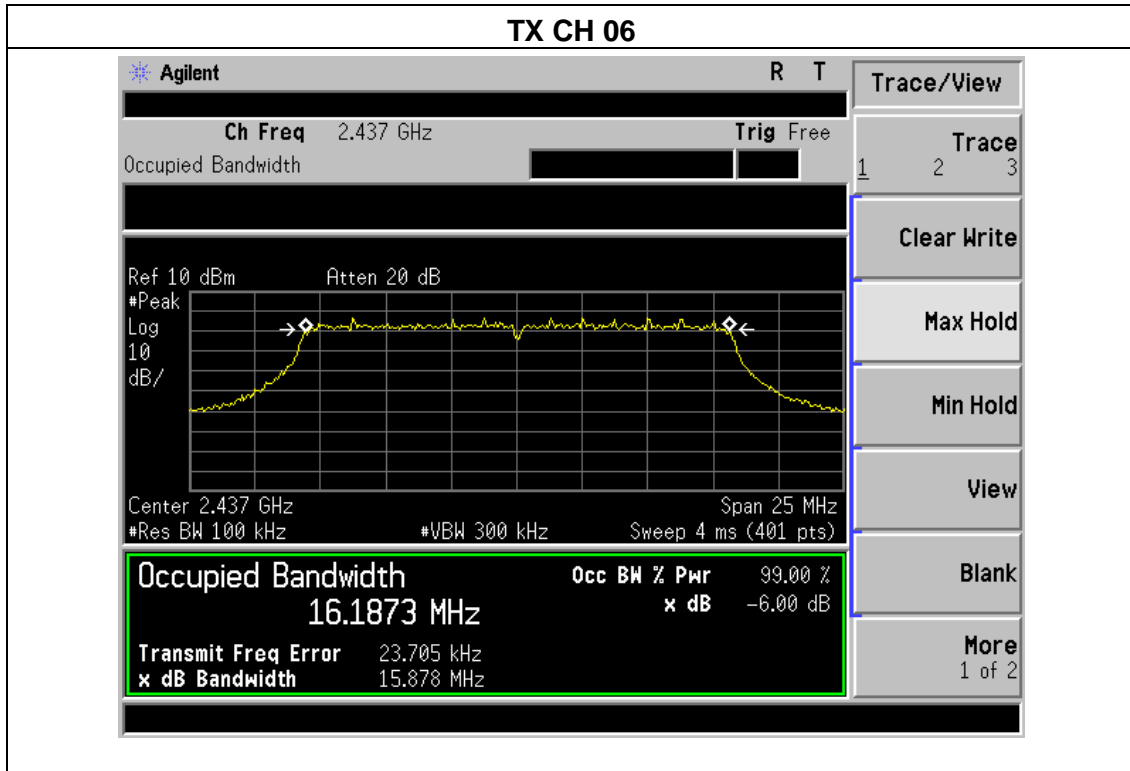 TX CH 06
Agilent R T
Ch Freq 2.437 GHz Trig Free
Occupied Bandwidth
Ref 10 dBm Atten 20 dB
#Peak
Log
10
dB/
Center 2.437 GHz Span 25 MHz
#Res BW 100 kHz #VBW 300 kHz Sweep 4 ms (401 pts)
Occupied Bandwidth
16.1873 MHz
Occ BW % Pwr 99.00 %
x dB -6.00 dB
Transmit Freq Error 23.705 kHz
x dB Bandwidth 15.878 MHz
Trace/View
Trace
1 2 3
Clear Write
Max Hold
Min Hold
View
Blank
More
1 of 2